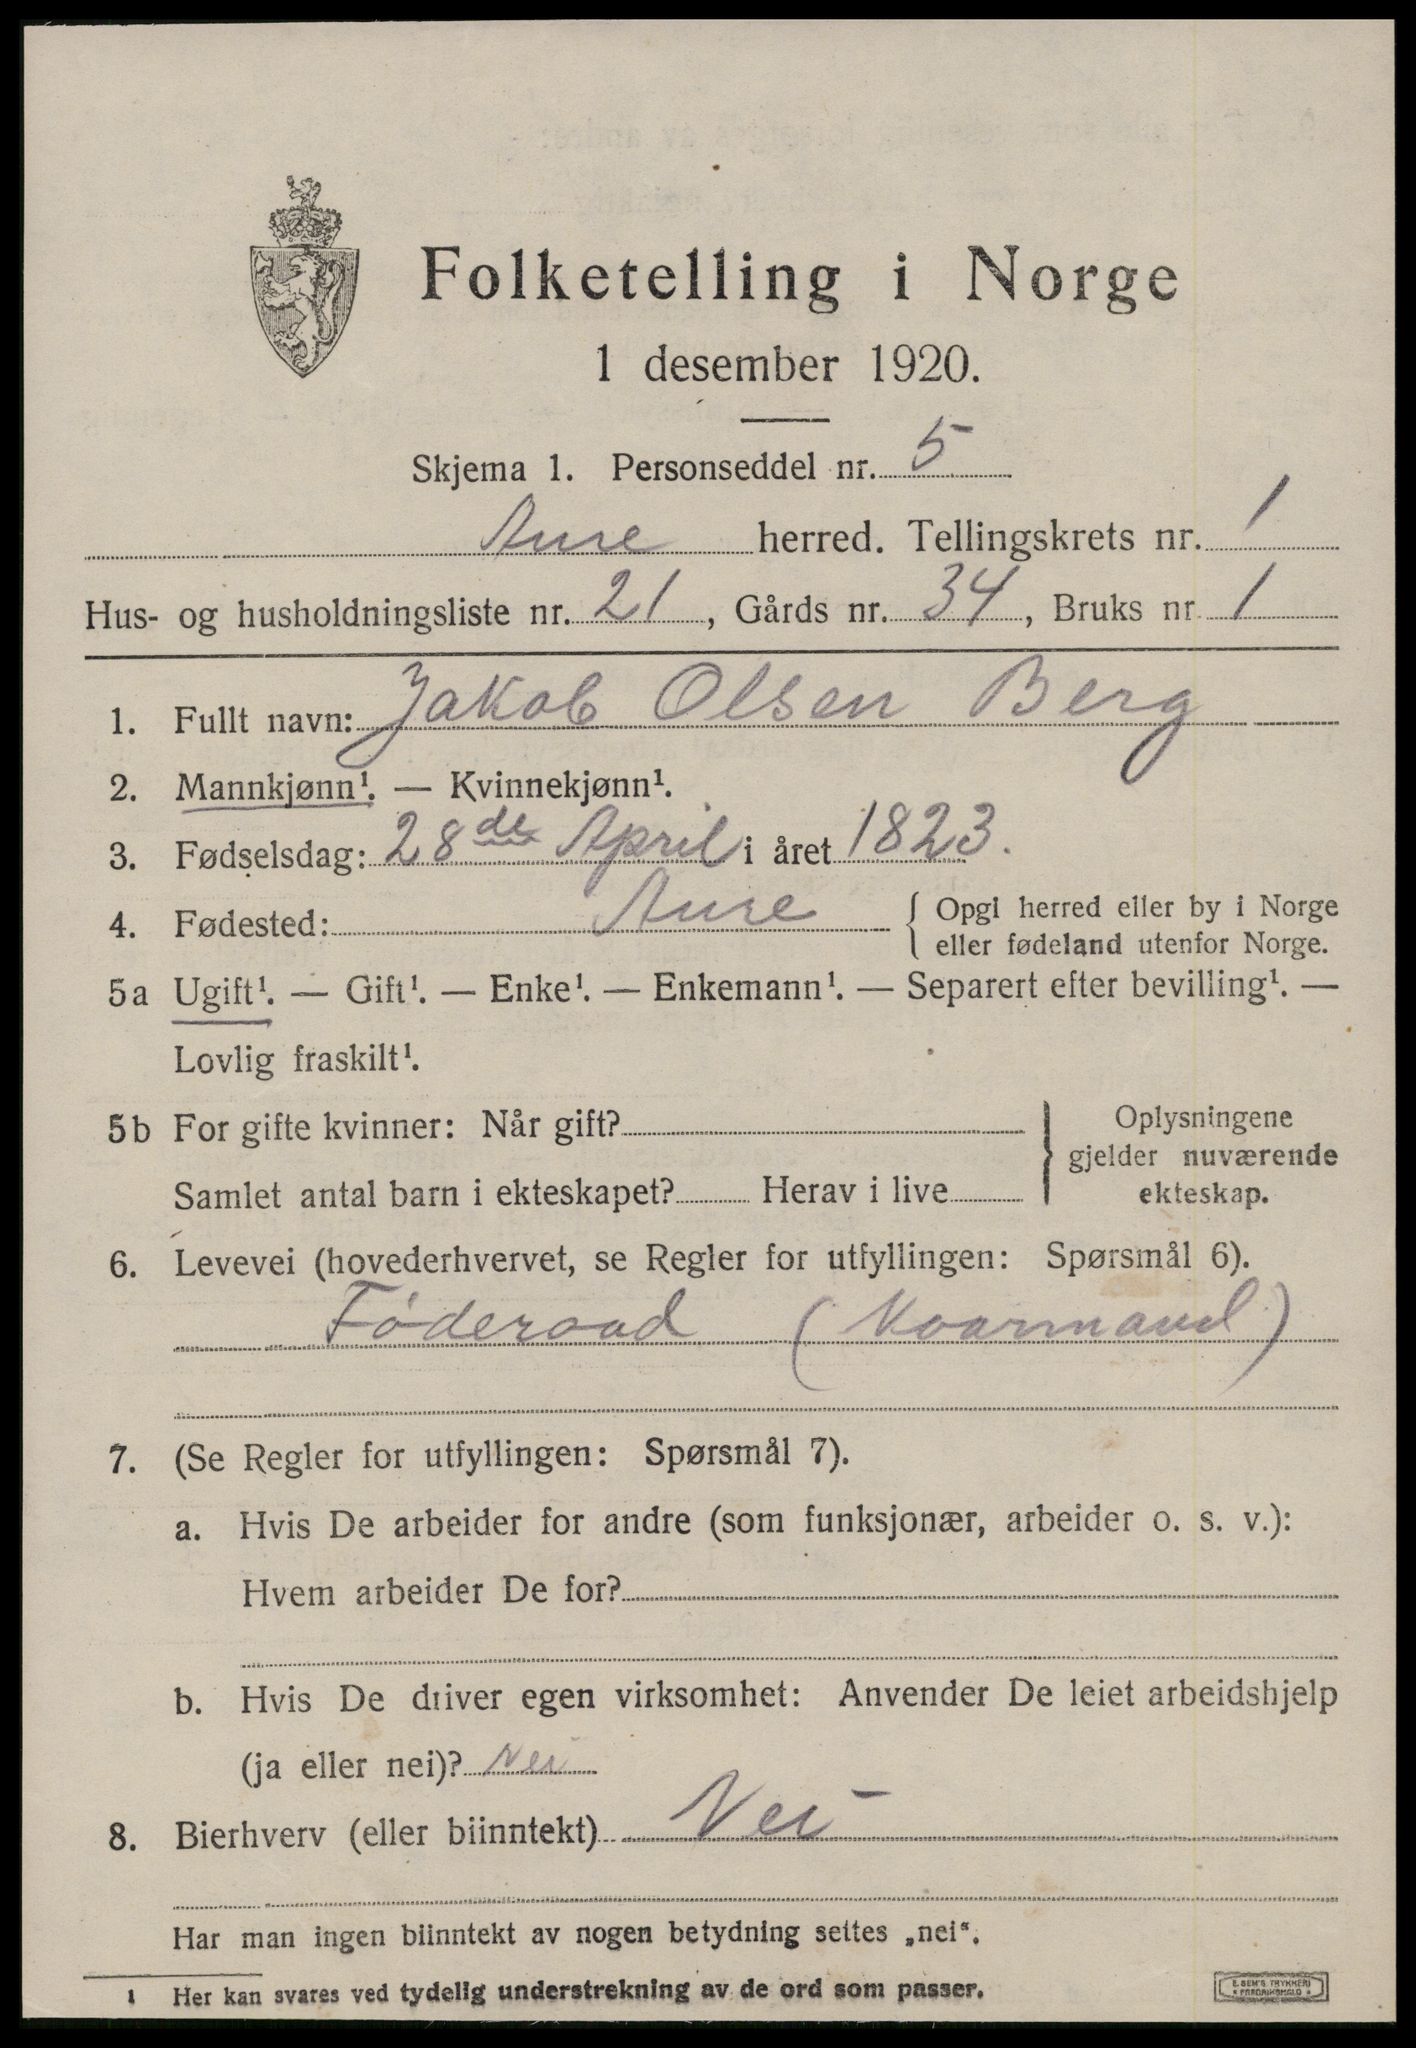 Folketelling i Norge
1 desember 1920.
Skjema 1. Personseddel nr. 5
Aure herred. Tellingskrets nr. 1
Hus- og husholdningsliste nr. 21, Gårds nr. 34, Bruks nr 1
1. Fullt navn: Jakob Olsen Berg
2. Mannkjønn¹. — Kvinnekjønn¹.
3. Fødselsdag: 28de April i året 1823.
4. Fødested: Aure { Opgi herred eller by i Norge
eller fødeland utenfor Norge.
5a Ugift¹. — Gift¹. — Enke¹. — Enkemann¹. — Separert efter bevilling¹. —
Lovlig fraskilt¹.
5b For gifte kvinner: Når gift? } Oplysningene
gjelder nuværende
Samlet antal barn i ekteskapet? Herav i live ekteskap.
6. Levevei (hovederhvervet, se Regler for utfyllingen: Spørsmål 6).
Føderaad (Kaarmand)
7. (Se Regler for utfyllingen: Spørsmål 7).
a. Hvis De arbeider for andre (som funksjonær, arbeider o. s. v.):
Hvem arbeider De for?
b. Hvis De driver egen virksomhet: Anvender De leiet arbeidshjelp
(ja eller nei)? Nei
8. Bierhverv (eller biinntekt) Nei
Har man ingen biinntekt av nogen betydning settes „nei“.
1 Her kan svares ved tydelig understrekning av de ord som passer.
E. SEM'S TRYKKERI
FREDRIKSHALD